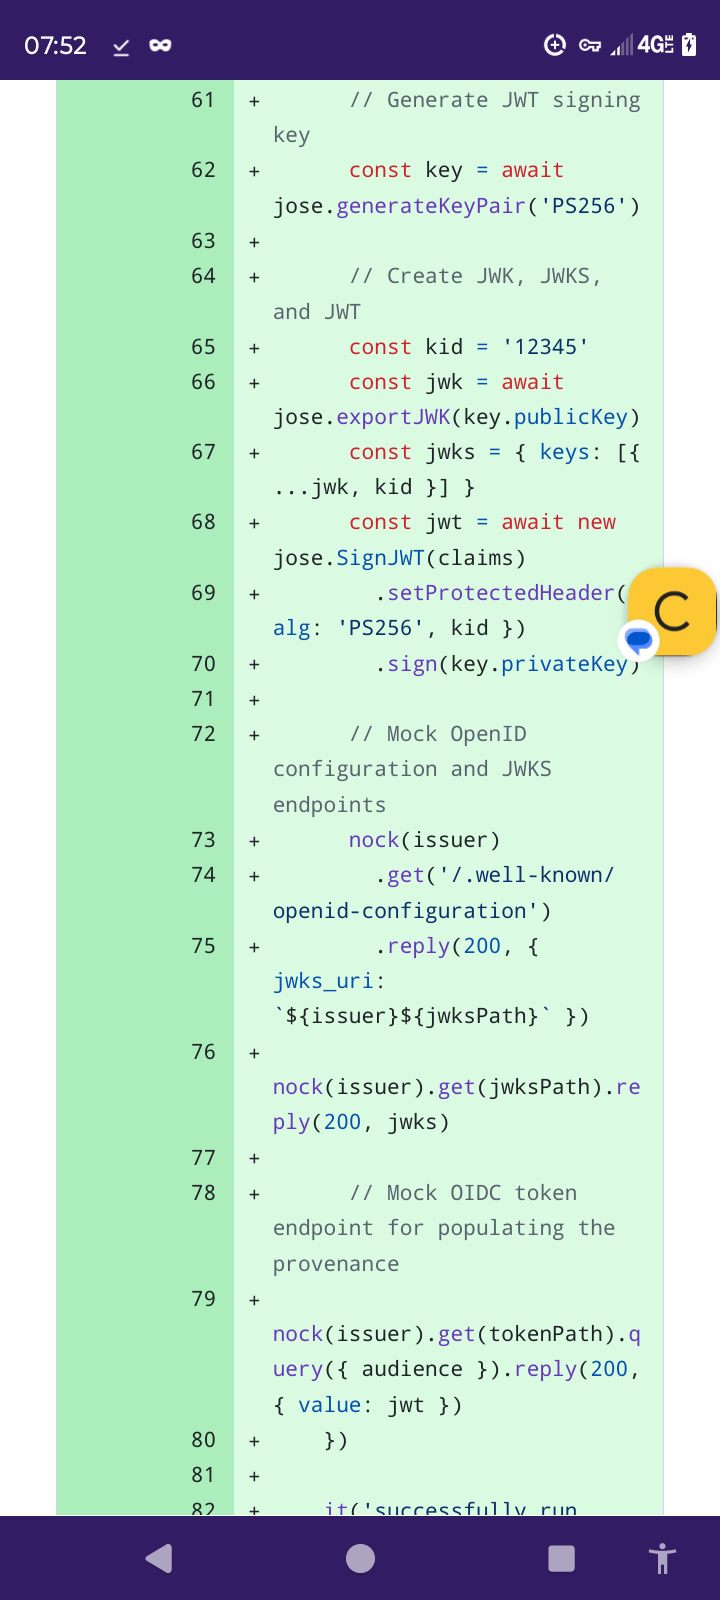 07:52
4G LTE
61 + // Generate JWT signing
key
62 + const key = await
jose.generateKeyPair('PS256')
63 +
64 + // Create JWK, JWKS,
and JWT
65 + const kid = '12345'
66 + const jwk = await
jose.exportJWK(key.publicKey)
67 + const jwks = { keys: [{
...jwk, kid }] }
68 + const jwt = await new
jose.SignJWT(claims)
69 + .setProtectedHeader(
alg: 'PS256', kid })
70 + .sign(key.privateKey)
71 +
72 + // Mock OpenID
configuration and JWKS
endpoints
73 + nock(issuer)
74 + .get('/.well-known/
openid-configuration')
75 + .reply(200, {
jwks_uri:
`${issuer}${jwksPath}` })
76 +
nock(issuer).get(jwksPath).re
ply(200, jwks)
77 +
78 + // Mock OIDC token
endpoint for populating the
provenance
79 +
nock(issuer).get(tokenPath).q
uery({ audience }).reply(200,
{ value: jwt })
80 + })
81 +
82 + it('successfully run